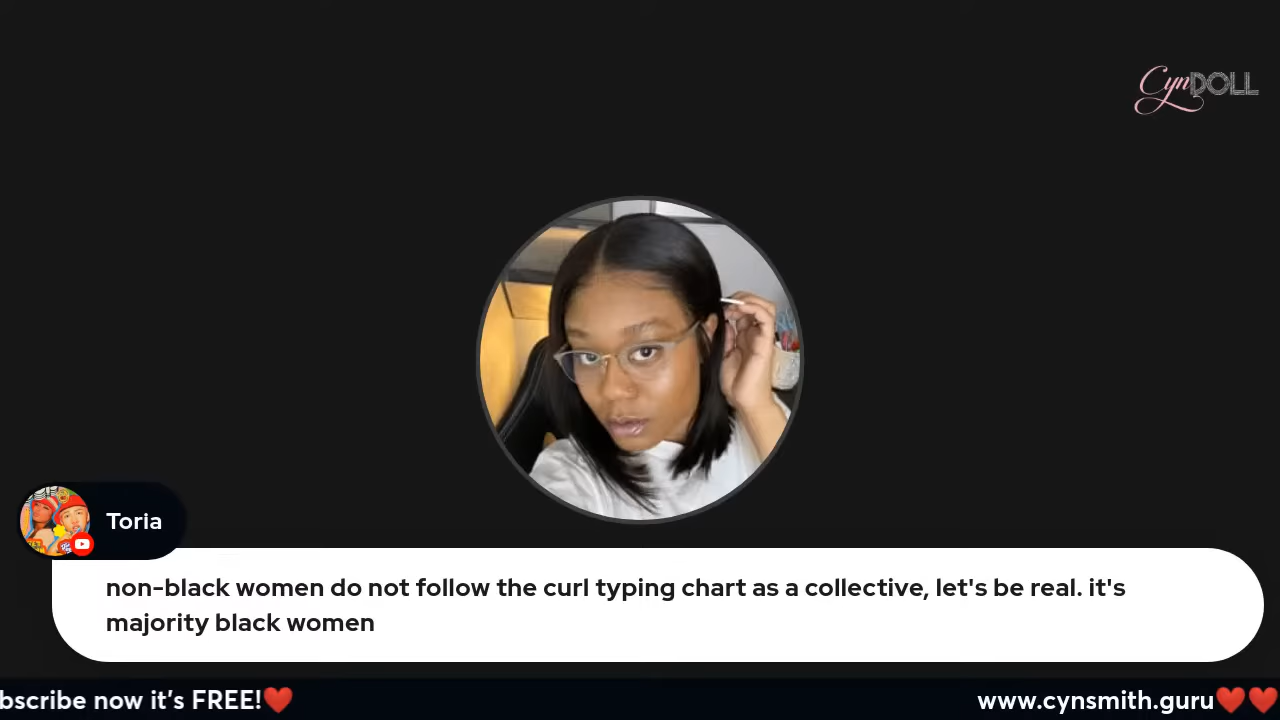 CynDOLL
Toria
non-black women do not follow the curl typing chart as a collective, let's be real. it's
majority black women
bscribe now it's FREE!❤️
www.cynsmith.guru❤️❤️